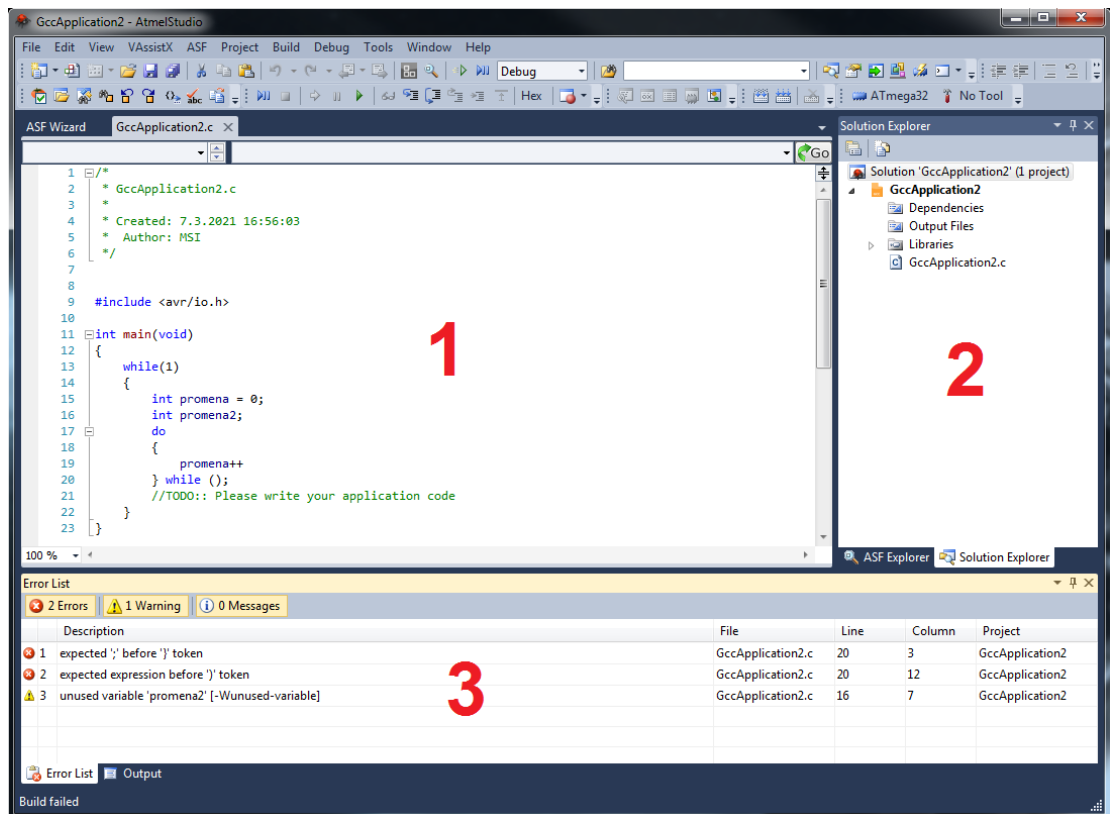 GccApplication2 - AtmelStudio
File Edit View VAssistX ASF Project Build Debug Tools Window Help
Debug
Hex ATmega32 No Tool
ASF Wizard GccApplication2.c
Go
1 /*
2 * GccApplication2.c
3 *
4 * Created: 7.3.2021 16:56:03
5 * Author: MSI
6 */
7
8
9 #include <avr/io.h>
10
11 int main(void)
12 {
13 while(1)
14 {
15 int promena = 0;
16 int promena2;
17 do
18 {
19 promena++
20 } while ();
21 //TODO:: Please write your application code
22 }
23 }
100 %
1
Solution Explorer
Solution 'GccApplication2' (1 project)
GccApplication2
Dependencies
Output Files
Libraries
GccApplication2.c
2
ASF Explorer Solution Explorer
Error List
2 Errors 1 Warning 0 Messages
Description File Line Column Project
1 expected ';' before '}' token GccApplication2.c 20 3 GccApplication2
2 expected expression before ')' token GccApplication2.c 20 12 GccApplication2
3 unused variable 'promena2' [-Wunused-variable] GccApplication2.c 16 7 GccApplication2
3
Error List Output
Build failed